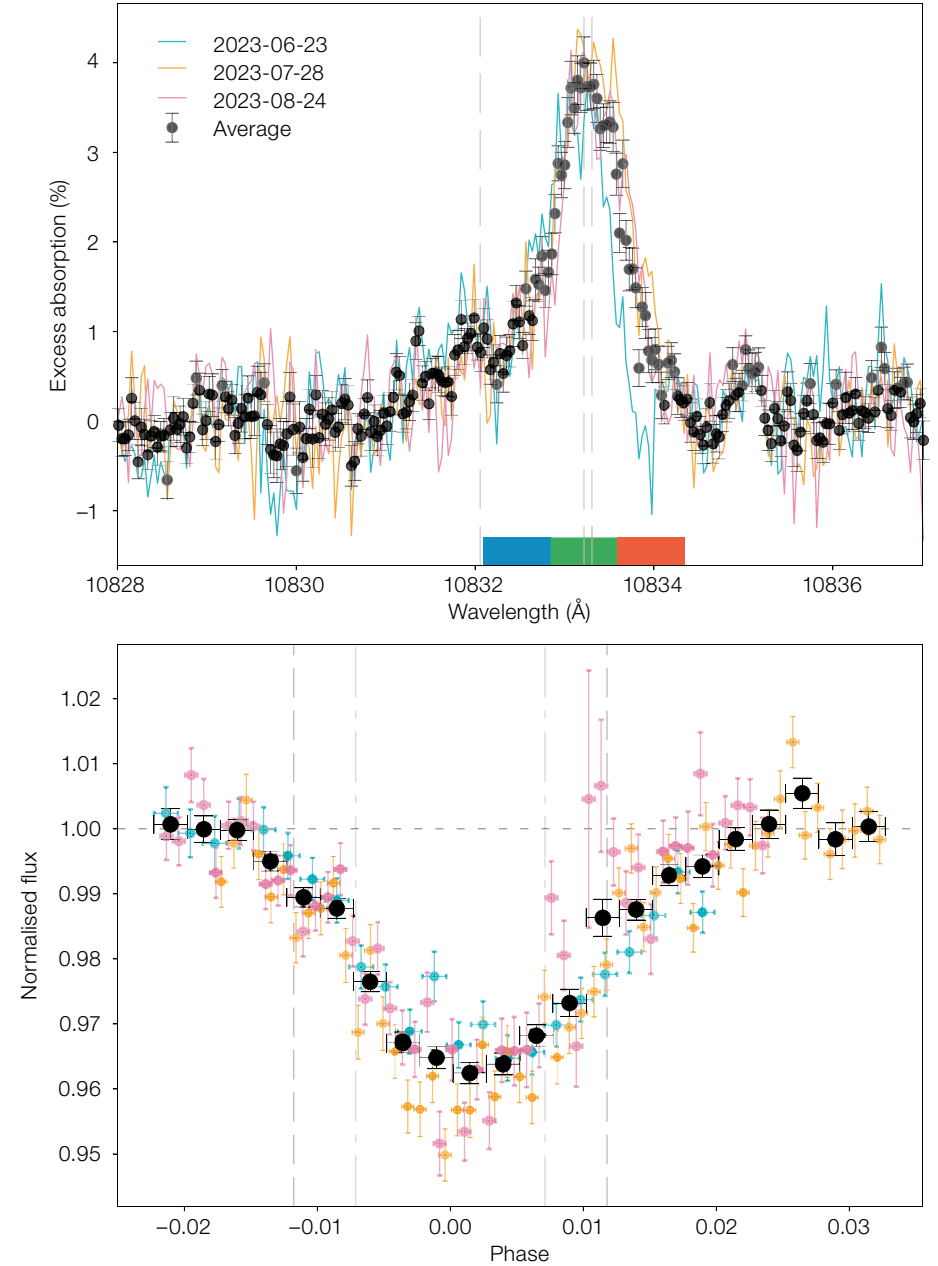 2023-06-23
2023-07-28
2023-08-24
Average
4
3
2
1
0
−1
Excess absorption (%)
10828 10830 10832 10834 10836
Wavelength (Å)
1.02
1.01
1.00
0.99
0.98
0.97
0.96
0.95
Normalised flux
−0.02 −0.01 0.00 0.01 0.02 0.03
Phase